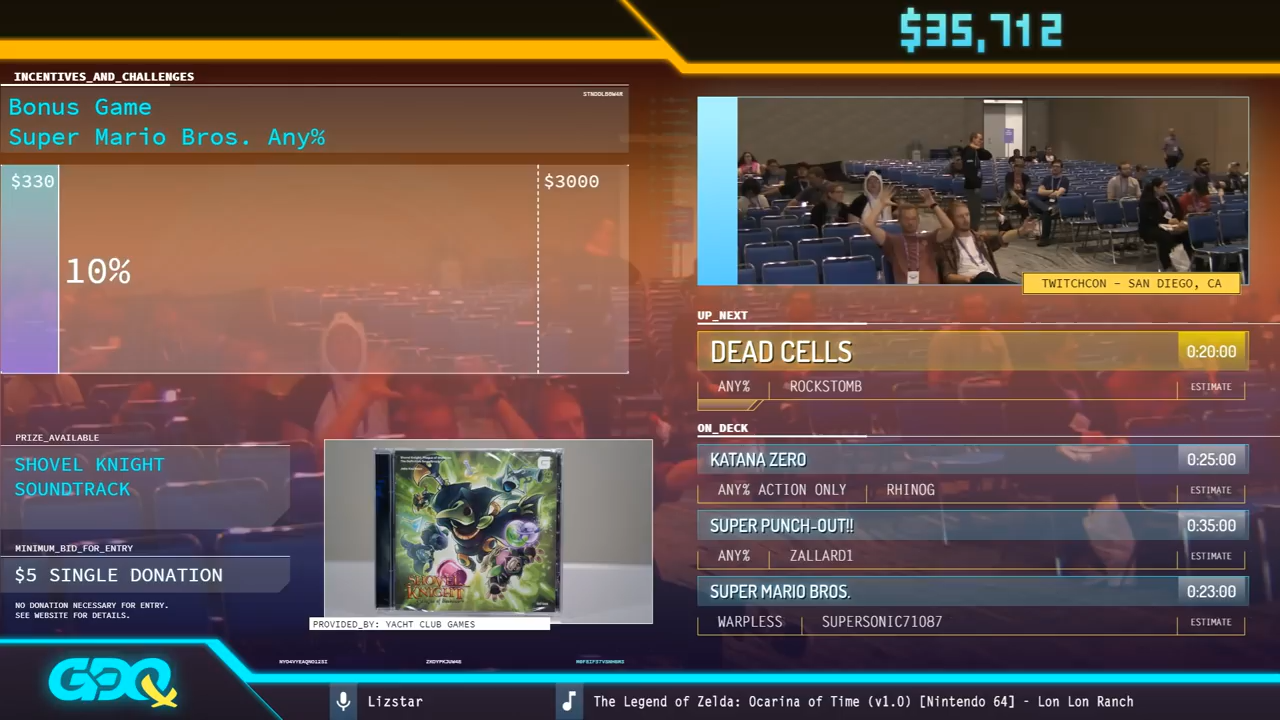 $35,712
INCENTIVES_AND_CHALLENGES
Bonus Game
Super Mario Bros. Any%
$330
$3000
10%
TWITCHCON - SAN DIEGO, CA
UP_NEXT
DEAD CELLS
0:20:00
ANY%
ROCKSTOMB
ESTIMATE
ON_DECK
KATANA ZERO
0:25:00
ANY% ACTION ONLY
RHINOG
ESTIMATE
SUPER PUNCH-OUT!!
0:35:00
ANY%
ZALLARD1
ESTIMATE
SUPER MARIO BROS.
0:23:00
WARPLESS
SUPERSONIC71087
ESTIMATE
PRIZE_AVAILABLE
SHOVEL KNIGHT
SOUNDTRACK
MINIMUM_BID_FOR_ENTRY
$5 SINGLE DONATION
NO DONATION NECESSARY FOR ENTRY.
SEE WEBSITE FOR DETAILS.
SHOVEL
KNIGHT
PROVIDED_BY: YACHT CLUB GAMES
GDQ
Lizstar
The Legend of Zelda: Ocarina of Time (v1.0) [Nintendo 64] - Lon Lon Ranch